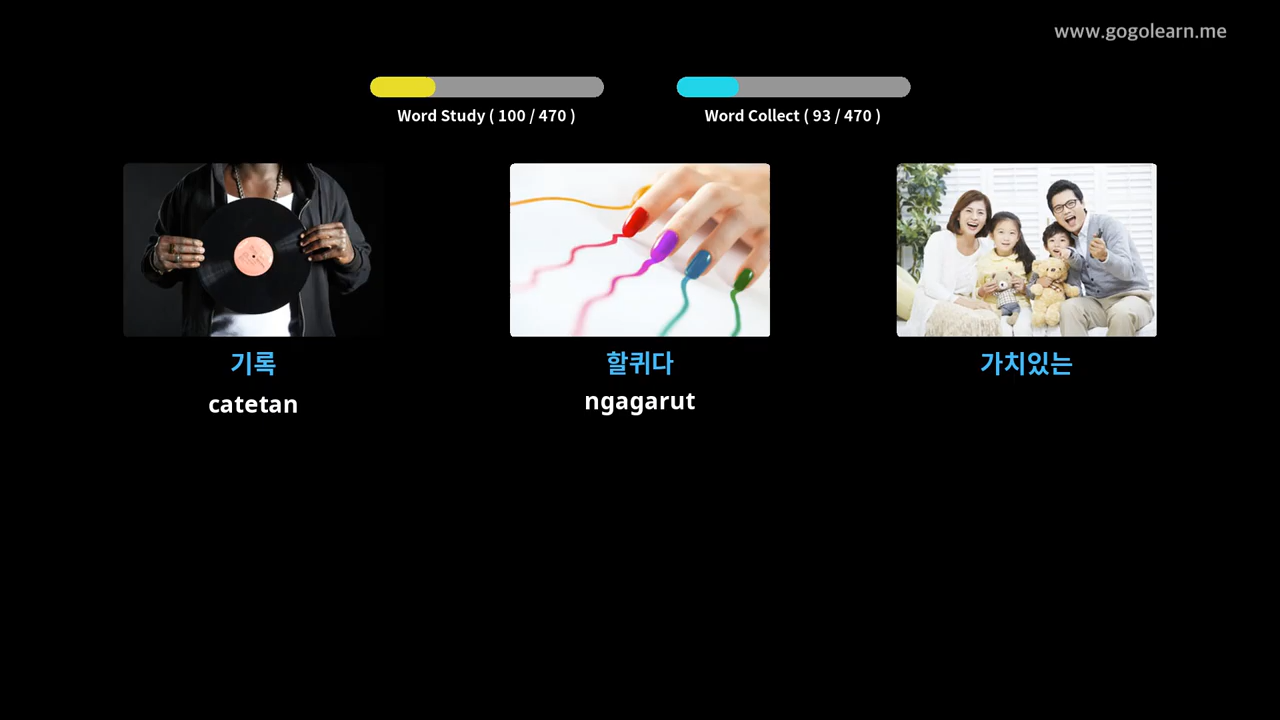 www.gogolearn.me
Word Study ( 100 / 470 )
Word Collect ( 93 / 470 )
기록
catetan
할퀴다
ngagarut
가치있는